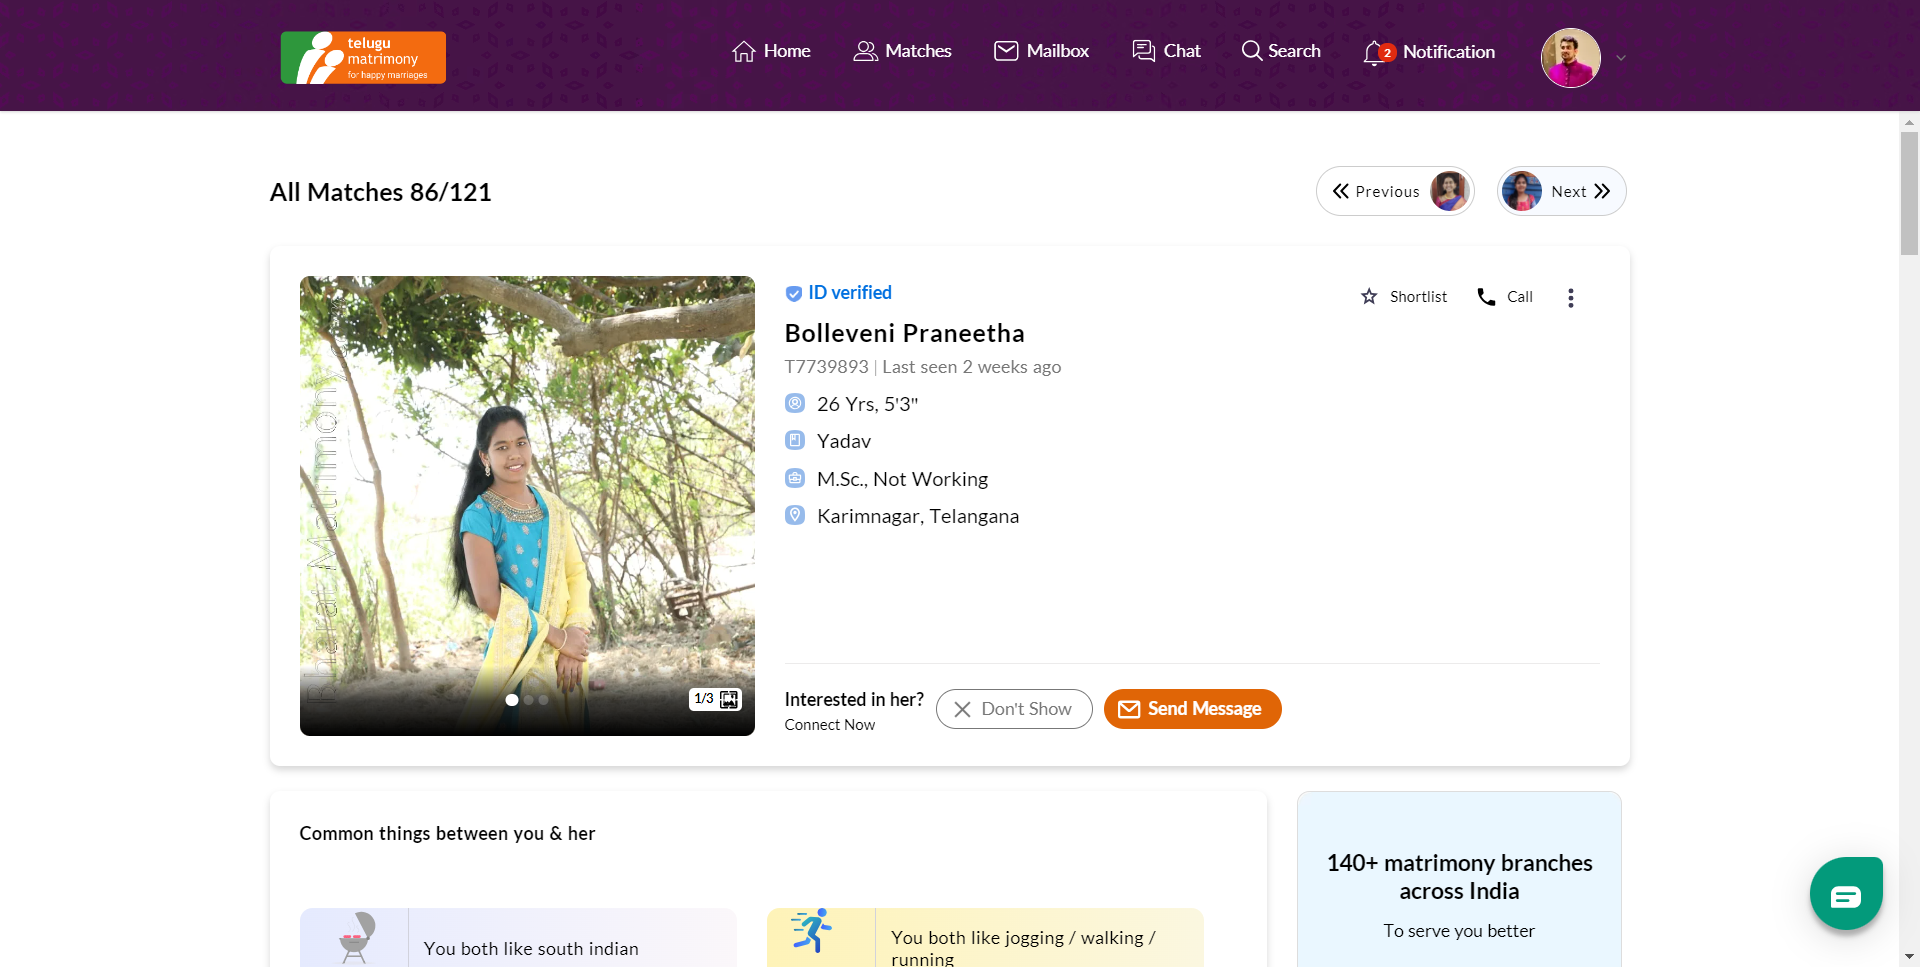 telugu
matrimony
for happy marriages
Home
Matches
Mailbox
Chat
Search
2
Notification
All Matches 86/121
Previous
Next
Bharat Matrimony.com
1/3
ID verified
Shortlist
Call
Bolleveni Praneetha
T7739893 | Last seen 2 weeks ago
26 Yrs, 5'3"
Yadav
M.Sc., Not Working
Karimnagar, Telangana
Interested in her?
Connect Now
Don't Show
Send Message
Common things between you & her
You both like south indian
You both like jogging / walking /
running
140+ matrimony branches
across India
To serve you better